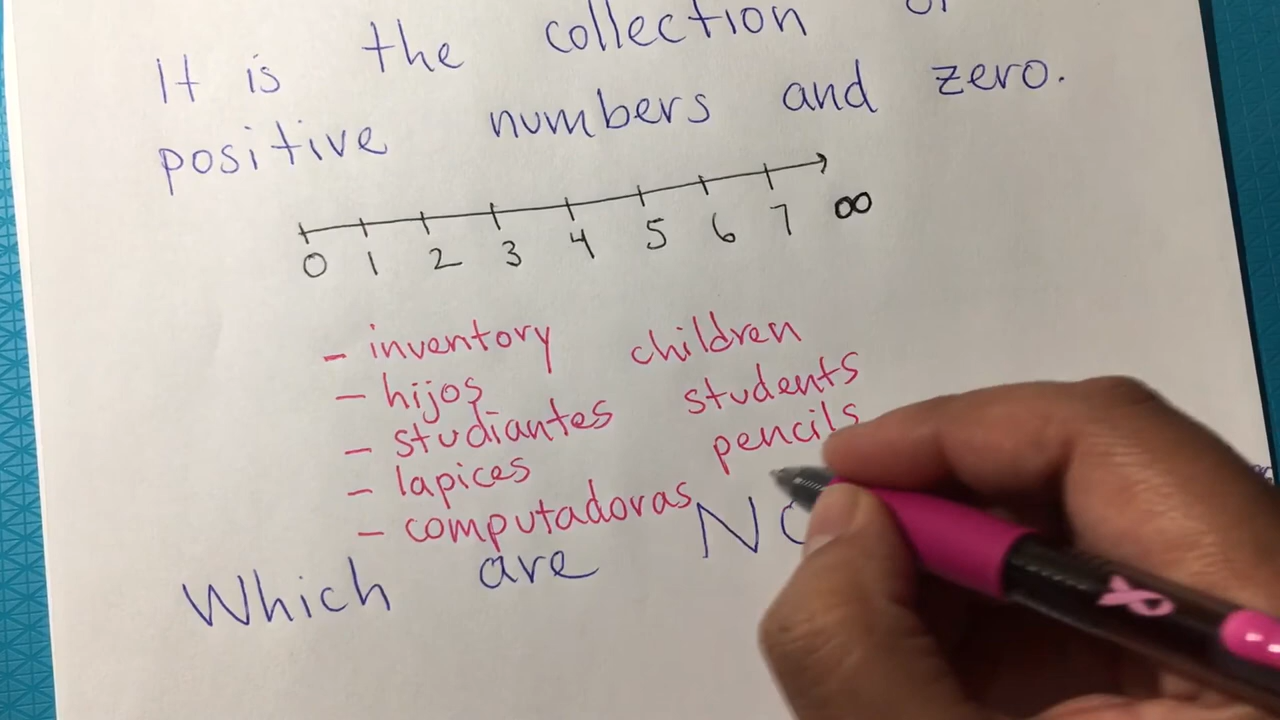 It is the collection of
positive numbers and zero.
0 1 2 3 4 5 6 7 ∞
- inventory children
- hijos students
- studiantes pencils
- lapices
- computadoras
Which are